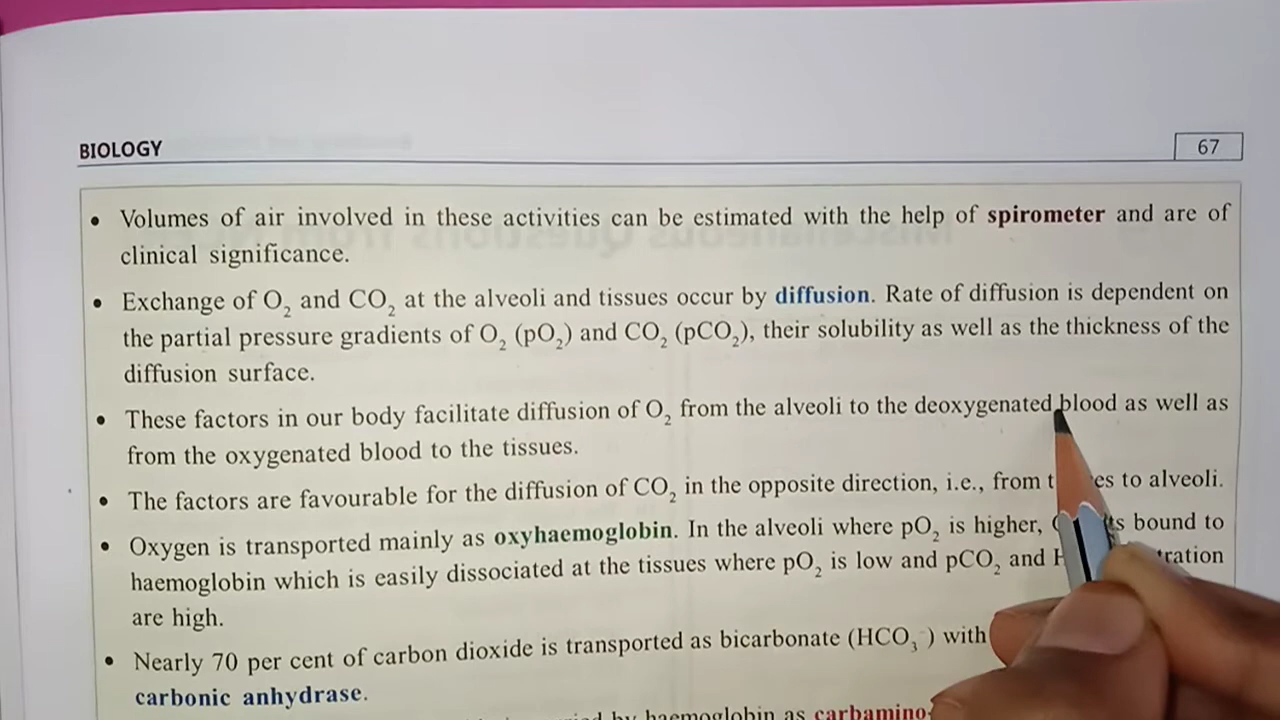 BIOLOGY
67
• Volumes of air involved in these activities can be estimated with the help of spirometer and are of
clinical significance.
• Exchange of O₂ and CO₂ at the alveoli and tissues occur by diffusion. Rate of diffusion is dependent on
the partial pressure gradients of O₂ (pO₂) and CO₂ (pCO₂), their solubility as well as the thickness of the
diffusion surface.
• These factors in our body facilitate diffusion of O₂ from the alveoli to the deoxygenated blood as well as
from the oxygenated blood to the tissues.
• The factors are favourable for the diffusion of CO₂ in the opposite direction, i.e., from to alveoli.
• Oxygen is transported mainly as oxyhaemoglobin. In the alveoli where pO₂ is higher, bound to
haemoglobin which is easily dissociated at the tissues where pO₂ is low and pCO₂ and
are high.
• Nearly 70 per cent of carbon dioxide is transported as bicarbonate (HCO₃⁻) with
carbonic anhydrase.
by haemoglobin as carbamino-